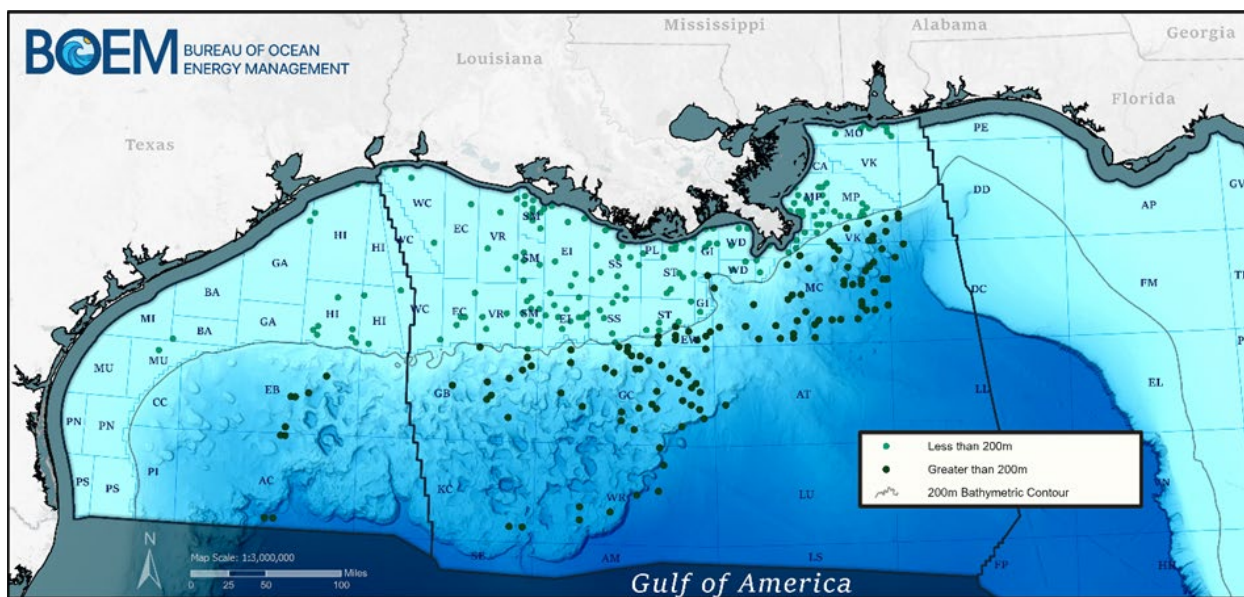 Mississippi
Alabama
Georgia
BOEM
BUREAU OF OCEAN
ENERGY MANAGEMENT
Louisiana
Florida
Texas
MO
PE
CA
VK
WC
EC
VR
SM
EI
SS
PL
GI
WD
MP
MP
DD
GV
AP
HI
HI
WC
SM
ST
WD
VK
GA
MC
DC
FM
BA
MI
GA
BA
HI
HI
WC
EC
VR
SM
EI
SS
ST
GI
MU
MU
CC
EB
GB
GC
AT
LL
EL
PN
PN
PS
PS
PI
AC
KC
WR
LU
Less than 200m
Greater than 200m
200m Bathymetric Contour
N
Map Scale: 1:3,000,000
Miles
0 25 50 100
AM
LS
FP
Gulf of America